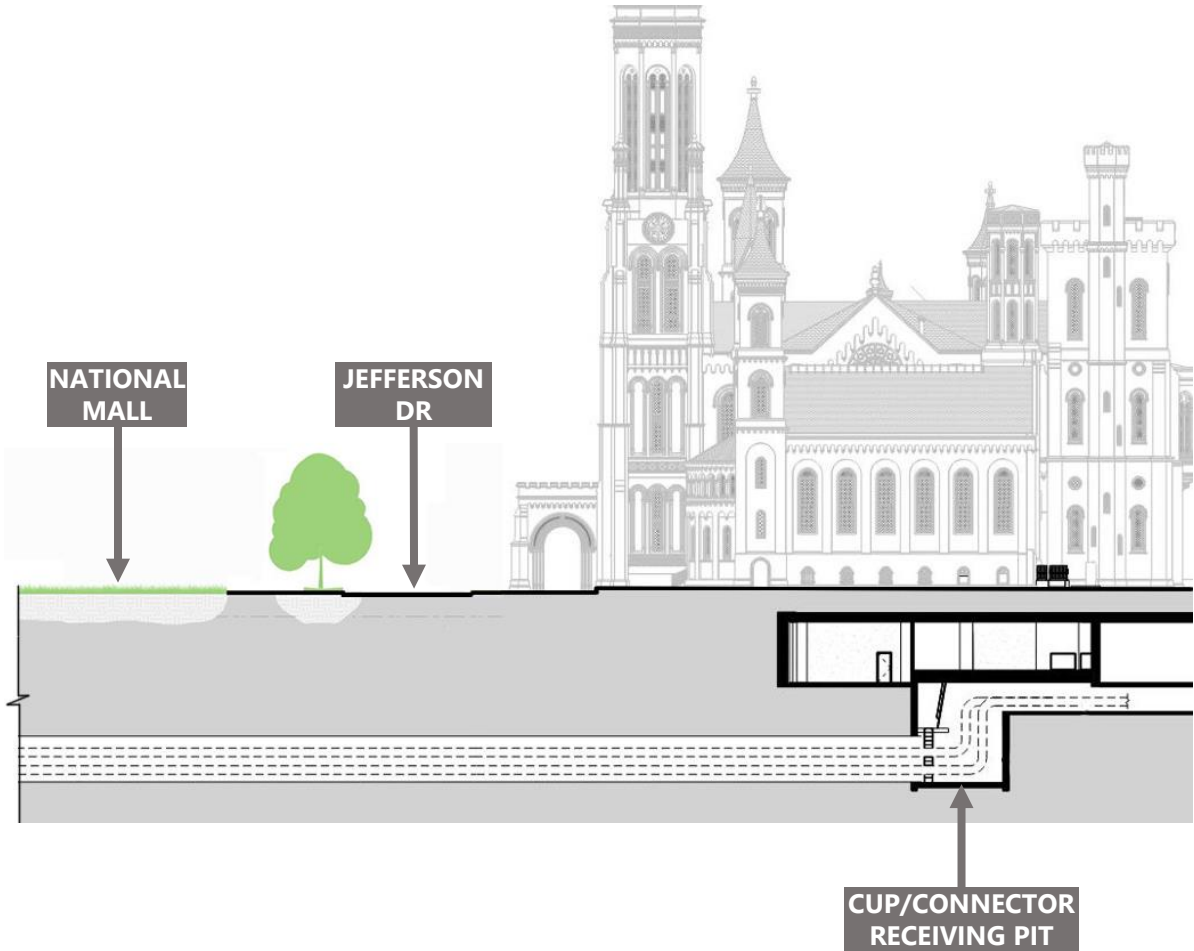 NATIONAL
MALL
JEFFERSON
DR
CUP/CONNECTOR
RECEIVING PIT